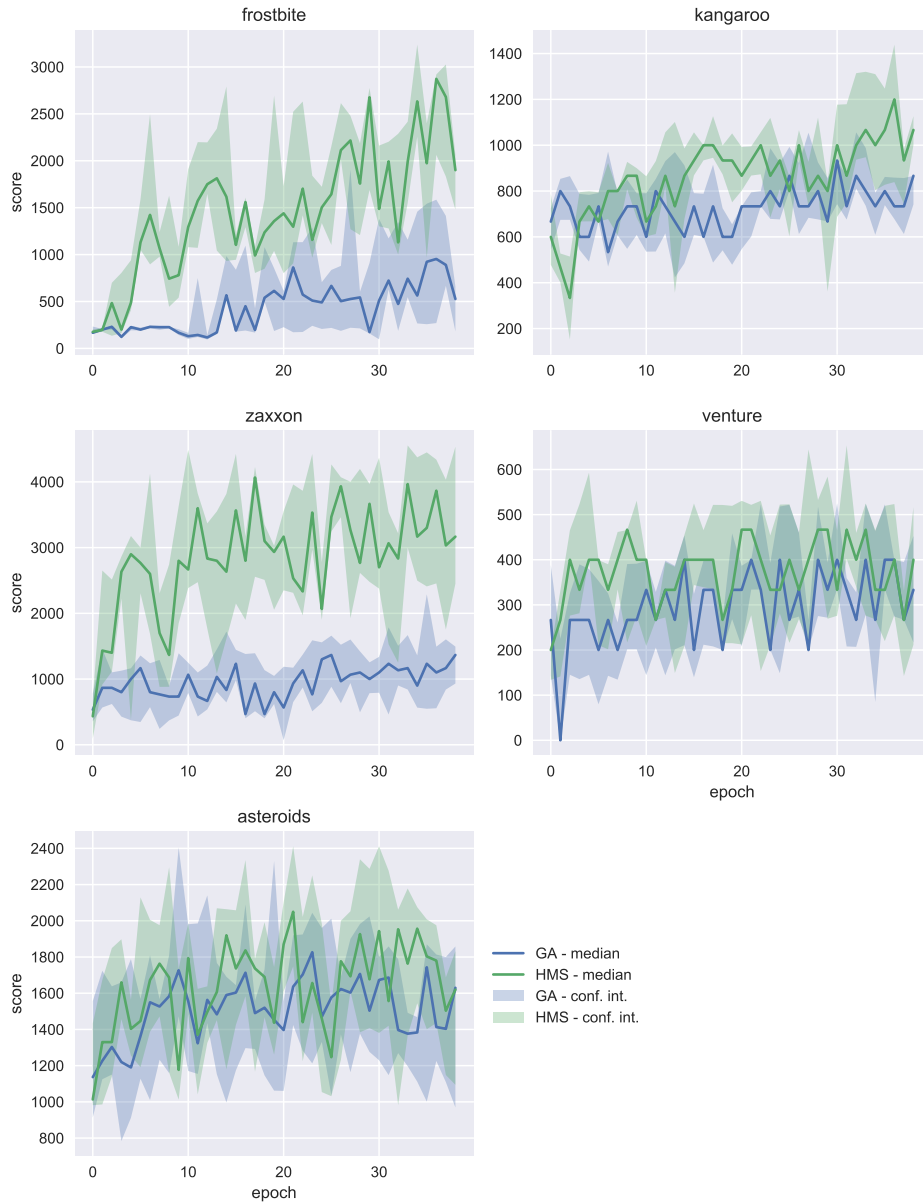 frostbite
score
3000
2500
2000
1500
1000
500
0
0 10 20 30
kangaroo
1400
1200
1000
800
600
400
200
0 10 20 30
zaxxon
score
4000
3000
2000
1000
0
0 10 20 30
venture
600
500
400
300
200
100
0
0 10 20 30
epoch
asteroids
score
2400
2200
2000
1800
1600
1400
1200
1000
800
0 10 20 30
epoch
GA - median
HMS - median
GA - conf. int.
HMS - conf. int.